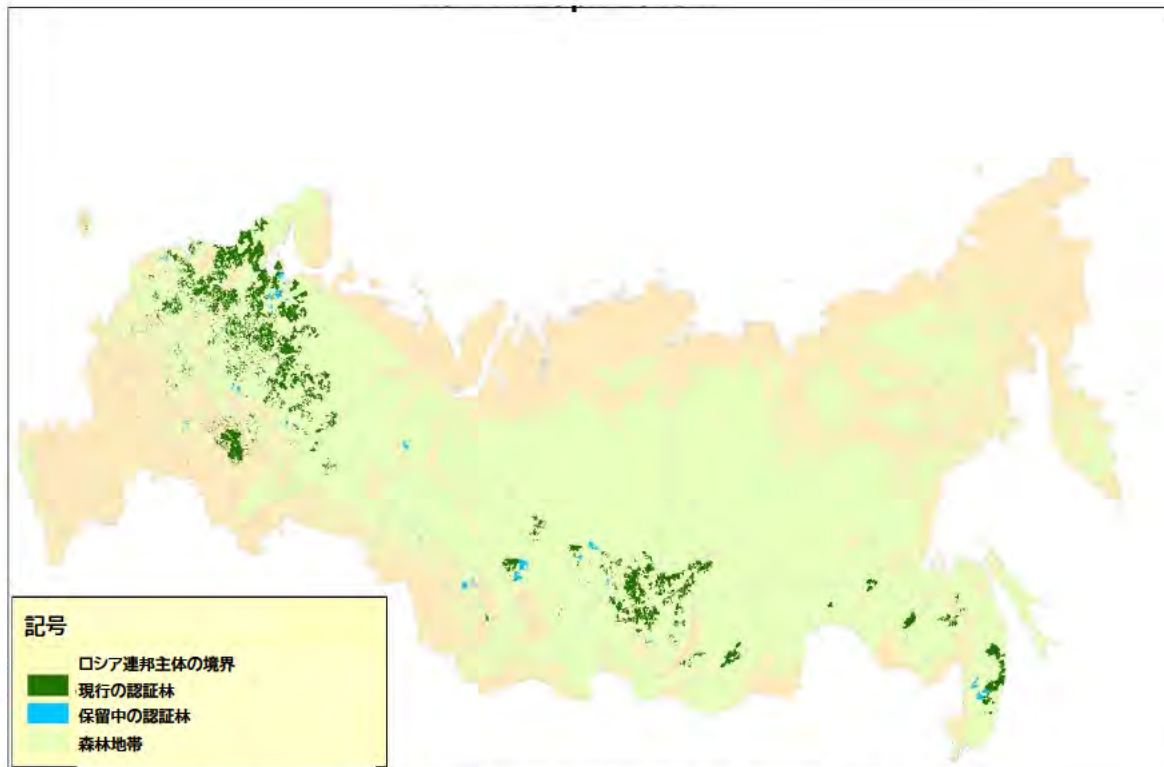 記号
ロシア連邦主体の境界
現行の認証林
保留中の認証林
森林地帯